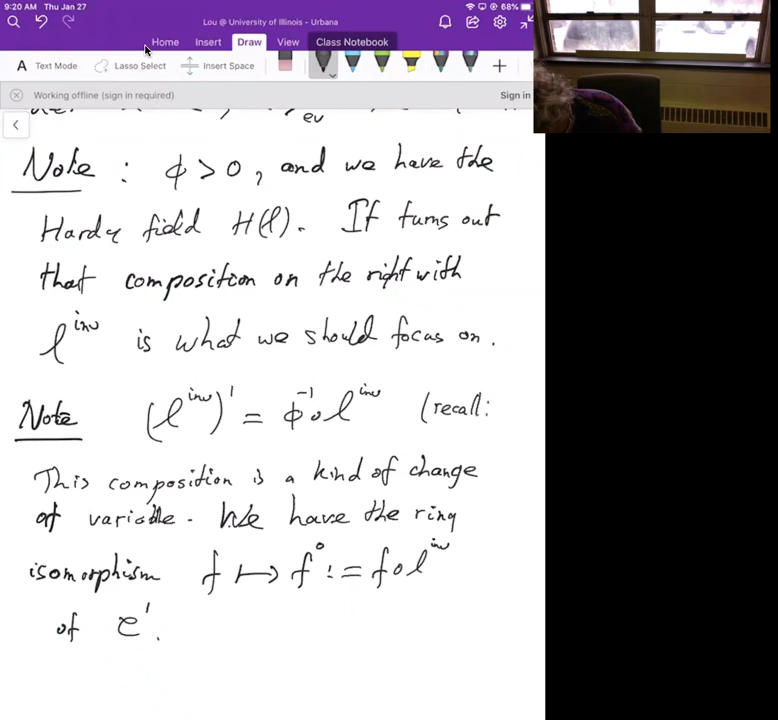 9:20 AM Thu Jan 27
68%
Lou @ University of Illinois - Urbana
Home Insert Draw View Class Notebook
A Text Mode Lasso Select Insert Space
Working offline (sign in required) Sign in
ev
Note : ϕ > 0, and we have the
Hardy field H(ℓ). It turns out
that composition on the right with
ℓ^inv is what we should focus on.
Note (ℓ^inv)' = ϕ^-1 ∘ ℓ^inv (recall:
This composition is a kind of change
of variable. We have the ring
isomorphism f ↦ f° := f∘ℓ^inv
of C'.